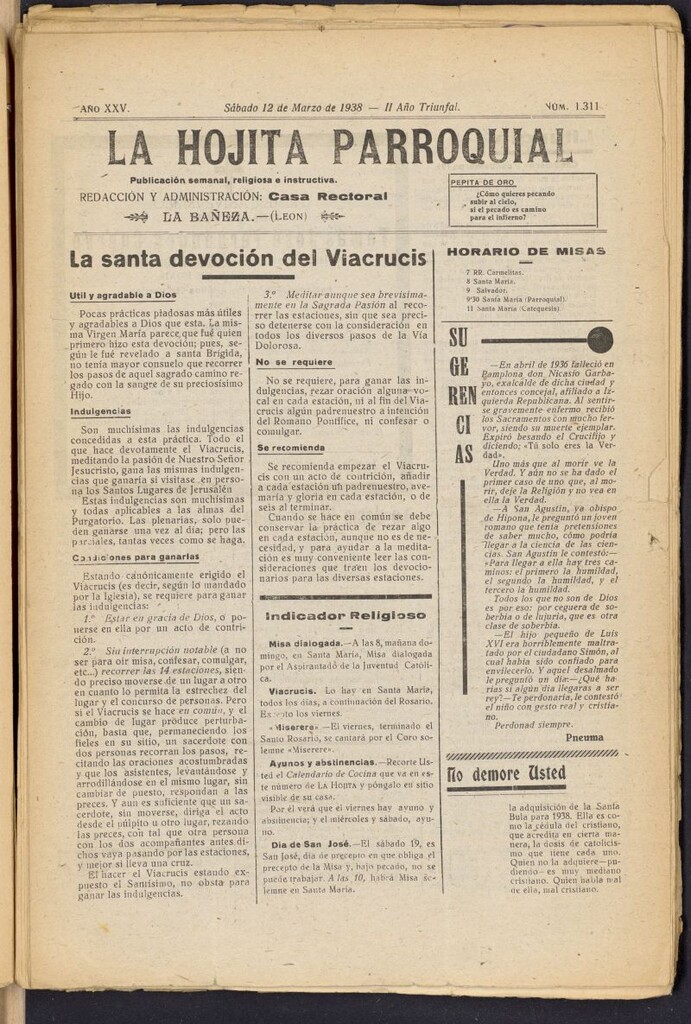 AÑO XXV. Sábado 12 de Marzo de 1938 — II Año Triunfal. NÚM. 1.311
LA HOJITA PARROQUIAL
Publicación semanal, religiosa e instructiva.
REDACCIÓN Y ADMINISTRACIÓN: Casa Rectoral
LA BAÑEZA.—(LEON)
PEPITA DE ORO
¿Cómo quieres pecando
subir al cielo,
si el pecado es camino
para el infierno?
La santa devoción del Viacrucis
Util y agradable a Dios
Pocas prácticas piadosas más útiles
y agradables a Dios que esta. La mis-
ma Virgen María parece que fué quien
primero hizo esta devoción; pues, se-
gún le fué revelado a santa Brígida,
no tenía mayor consuelo que recorrer
los pasos de aquel sagrado camino re-
gado con la sangre de su preciosísimo
Hijo.
Indulgencias
Son muchísimas las indulgencias
concedidas a esta práctica. Todo el
que hace devotamente el Viacrucis,
meditando la pasión de Nuestro Señor
Jesucristo, gana las mismas indulgen-
cias que ganaría si visitase en perso-
na los Santos Lugares de Jerusalén
Estas indulgencias son muchísimas
y todas aplicables a las almas del
Purgatorio. Las plenarias, solo pue-
den ganarse una vez al día; pero las
parciales, tantas veces como se haga.
Condiciones para ganarlas
Estando canónicamente erigido el
Viacrucis (es decir, según lo mandado
por la Iglesia), se requiere para ganar
las indulgencias:
1.º Estar en gracia de Dios, o po-
nerse en ella por un acto de contri-
ción.
2.º Sin interrupción notable (a no
ser para oir misa, confesar, comulgar,
etc...) recorrer las 14 estaciones, sien-
do preciso moverse de un lugar a otro
en cuanto lo permita la estrechez del
lugar y el concurso de personas. Pero
si el Viacrucis se hace en común, y el
cambio de lugar produce perturba-
ción, basta que, permaneciendo los
fieles en su sitio, un sacerdote con
dos personas recorran los pasos, reci-
tando las oraciones acostumbradas
y que los asistentes, levantándose y
arrodillándose en el mismo lugar, sin
cambiar de puesto, respondan a las
preces. Y aun es suficiente que un sa-
cerdote, sin moverse, diriga el acto
desde el púlpito u otro lugar, rezando
las preces, con tal que otra persona
con los dos acompañantes antes di-
chos vaya pasando por las estaciones,
y mejor si lleva una cruz.
El hacer el Viacrucis estando ex-
puesto el Santísimo, no obsta para
ganar las indulgencias.
3.º Meditar aunque sea brevísima-
mente en la Sagrada Pasión al reco-
rrer las estaciones, sin que sea preci-
so detenerse con la consideración en
todos los diversos pasos de la Vía
Dolorosa.
No se requiere
No se requiere, para ganar las in-
dulgencias, rezar oración alguna vo-
cal en cada estación, ni al fin del Via-
crucis algún padrenuestro a intención
del Romano Pontífice, ni confesar o
comulgar.
Se recomienda
Se recomienda empezar el Viacru-
cis con un acto de contrición, añadir
a cada estación un padrenuestro, ave-
maría y gloria en cada estación, o de
seis al terminar.
Cuando se hace en común se debe
conservar la práctica de rezar algo
en cada estación, aunque no es de ne-
cesidad, y para ayudar a la medita-
ción es muy conveniente leer las con-
sideraciones que traen los devocio-
narios para las diversas estaciones.
Indicador Religioso
Misa dialogada.—A las 8, mañana do-
mingo, en Santa María, Misa dialogada
por el Aspirantado de la Juventud Católi-
ca.
Viacrucis. Lo hay en Santa María,
todos los días, a continuación del Rosario.
Excepto los viernes.
«Miserere» —El viernes, terminado el
Santo Rosario, se cantará por el Coro so-
lemne «Miserere».
Ayunos y abstinencias.—Recorte Us-
ted el Calendario de Cocina que va en es-
te número de LA HOJITA y póngalo en sitio
visible de su casa.
Por él verá que el viernes hay ayuno y
abstinencia; y el miércoles y sábado, ayu-
no.
Día de San José.—El sábado 19, es
San José, día de precepto en que obliga el
precepto de la Misa y, bajo pecado, no se
puede trabajar. A las 10, habrá Misa so-
lemne en Santa María.
HORARIO DE MISAS
7 RR. Carmelitas.
8 Santa María.
9 Salvador.
9'30 Santa María (Parroquial).
11 Santa María (Catequesis).
SU
GE
REN
CI
AS
—En abril de 1936 falleció en
Pamplona don Nicasio Garba-
yo, exalcalde de dicha ciudad y
entonces concejal, afiliado a Iz-
quierda Republicana. Al sentir-
se gravemente enfermo, recibió
los Sacramentos con mucho fer-
vor, siendo su muerte ejemplar.
Expiró besando el Crucifijo y
diciendo: «Tú solo eres la Ver-
dad».
Uno más que al morir ve la
Verdad. Y aún no se ha dado el
primer caso de uno que, al mo-
rir, deje la Religión y no vea en
ella la Verdad.
—A San Agustín, ya obispo
de Hipona, le preguntó un joven
romano que tenía pretensiones
de saber mucho, cómo podría
llegar a la ciencia de las cien-
cias. San Agustín le contestó:—
«Para llegar a ella hay tres ca-
minos: el primero la humildad,
el segundo la humildad, y el
tercero la humildad.
Todos los que no son de Dios
es por eso: por ceguera de so-
berbia o de lujuria, que es otra
clase de soberbia.
—El hijo pequeño de Luis
XVI era horriblemente maltra-
tado por el ciudadano Simón, al
cual había sido confiado para
envilecerlo. Y aquel desalmado
le preguntó un día:—¿Qué ha-
rías si algún día llegaras a ser
rey?—Te perdonaría, le contestó
el niño con gesto real y cristia-
no.
Perdonad siempre.
Pneuma
No demore Usted
la adquisición de la Santa
Bula para 1938. Ella es co-
mo la cédula del cristiano,
que acredita en cierta mane-
ra, la dosis de catolicis-
mo que tiene cada uno.
Quien no la adquiere—pu-
diendo—es muy mediano
cristiano. Quien habla mal
de ella, mal cristiano.